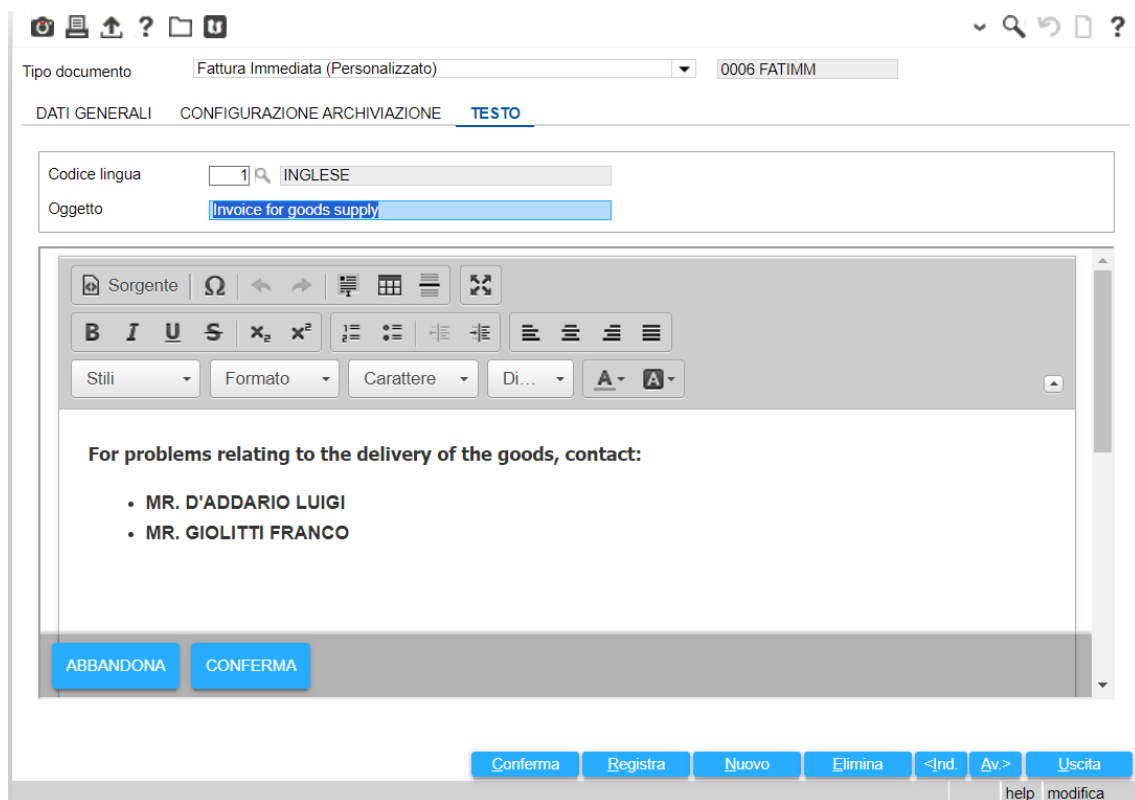 Tipo documento Fattura Immediata (Personalizzato) 0006 FATIMM
DATI GENERALI CONFIGURAZIONE ARCHIVIAZIONE TESTO
Codice lingua 1 INGLESE
Oggetto Invoice for goods supply
Sorgente Ω
B I U S x₂ x²
Stili Formato Carattere Di... A A
For problems relating to the delivery of the goods, contact:
• MR. D'ADDARIO LUIGI
• MR. GIOLITTI FRANCO
ABBANDONA CONFERMA
Conferma Registra Nuovo Elimina <Ind. Av.> Uscita
help modifica